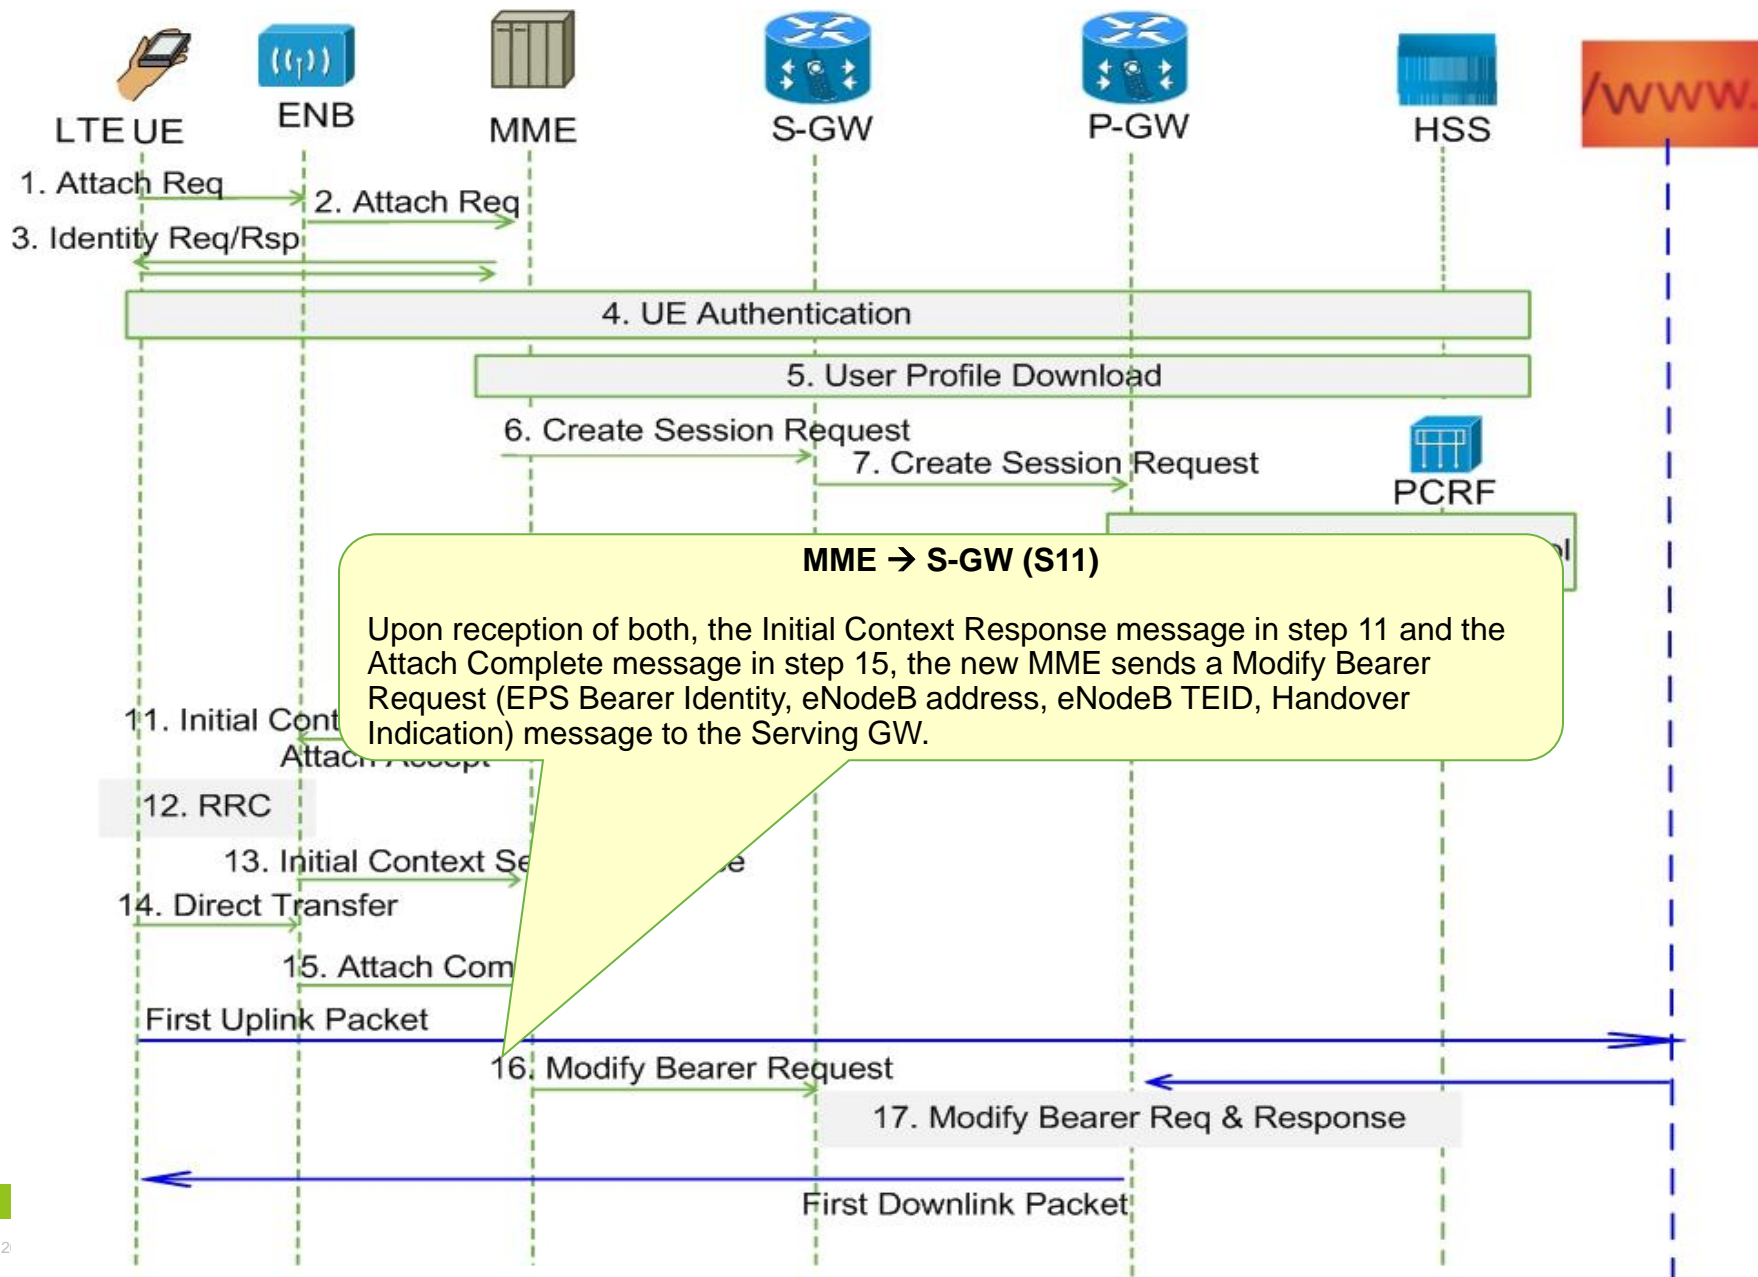 LTE UE
ENB
MME
S-GW
P-GW
HSS
/www.
1. Attach Req
2. Attach Req
3. Identity Req/Rsp
4. UE Authentication
5. User Profile Download
6. Create Session Request
7. Create Session Request
PCRF
MME → S-GW (S11)
Upon reception of both, the Initial Context Response message in step 11 and the
Attach Complete message in step 15, the new MME sends a Modify Bearer
Request (EPS Bearer Identity, eNodeB address, eNodeB TEID, Handover
Indication) message to the Serving GW.
11. Initial Cont
Attach Accept
12. RRC
13. Initial Context Se
14. Direct Transfer
15. Attach Com
First Uplink Packet
16. Modify Bearer Request
17. Modify Bearer Req & Response
First Downlink Packet